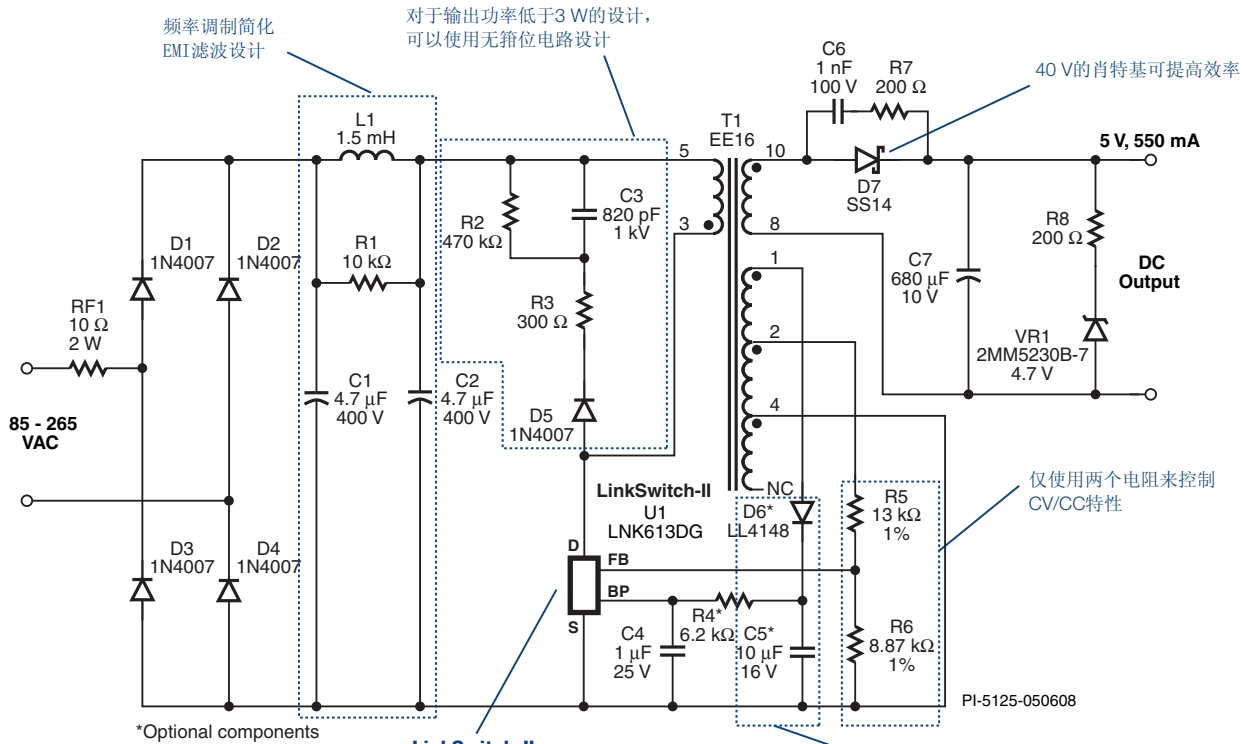 频率调制简化
EMI滤波设计
对于输出功率低于3 W的设计，
可以使用无箝位电路设计
40 V的肖特基可提高效率
C6
1 nF
100 V
R7
200 Ω
L1
1.5 mH
T1
EE16
5
10
D7
SS14
5 V, 550 mA
C3
820 pF
1 kV
R2
470 kΩ
3
8
R8
200 Ω
D1
1N4007
D2
1N4007
R1
10 kΩ
1
C7
680 μF
10 V
DC
Output
RF1
10 Ω
2 W
R3
300 Ω
2
VR1
2MM5230B-7
4.7 V
C1
4.7 μF
400 V
C2
4.7 μF
400 V
D5
1N4007
4
85 - 265
VAC
NC
LinkSwitch-II
U1
LNK613DG
D6*
LL4148
R5
13 kΩ
1%
仅使用两个电阻来控制
CV/CC特性
D3
1N4007
D4
1N4007
D
FB
BP
S
R4*
6.2 kΩ
C4
1 μF
25 V
C5*
10 μF
16 V
R6
8.87 kΩ
1%
PI-5125-050608
*Optional components